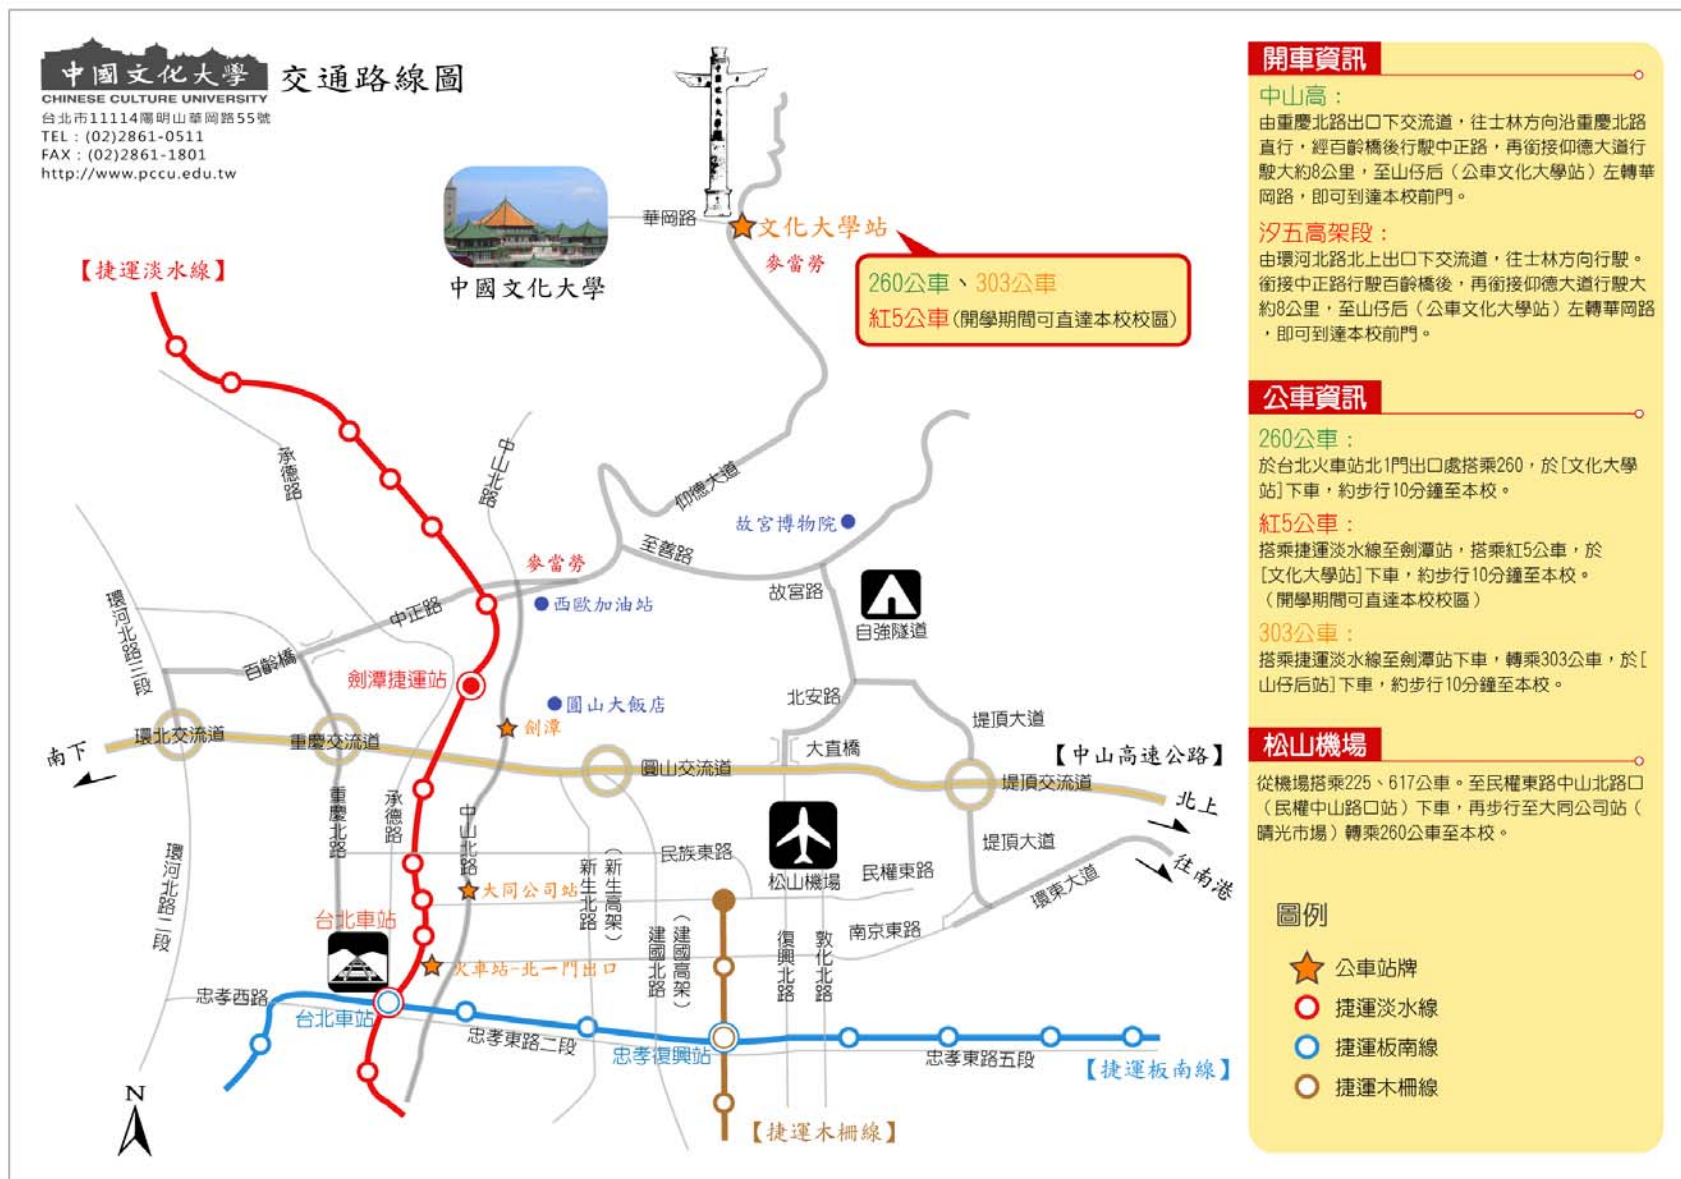 中國文化大學
交通路線圖
CHINESE CULTURE UNIVERSITY
台北市11114陽明山華岡路55號
TEL : (02)2861-0511
FAX : (02)2861-1801
http://www.pccu.edu.tw
中國文化大學
華岡路
文化大學站
麥當勞
260公車、303公車
紅5公車(開學期間可直達本校校區)
【捷運淡水線】
承德路
中山北路
仰德大道
故宮博物院
至善路
麥當勞
故宮路
西歐加油站
中正路
環河北路三段
自強隧道
百齡橋
劍潭捷運站
北安路
圓山大飯店
劍潭
堤頂大道
環北交流道
重慶交流道
大直橋
南下
圓山交流道
【中山高速公路】
堤頂交流道
北上
重慶北路
承德路
中山北路
環河北路二段
民族東路
堤頂大道
新生北路
(新生高架)
松山機場
民權東路
往南港
環東大道
大同公司站
台北車站
南京東路
建國北路
(建國高架)
復興北路
敦化北路
火車站-北一門出口
忠孝西路
台北車站
忠孝東路二段
忠孝復興站
忠孝東路五段
【捷運板南線】
N
【捷運木柵線】
開車資訊
中山高：
由重慶北路出口下交流道，往士林方向沿重慶北路
直行，經百齡橋後行駛中正路，再銜接仰德大道行
駛大約8公里，至山仔后（公車文化大學站）左轉華
岡路，即可到達本校前門。
汐五高架段：
由環河北路北上出口下交流道，往士林方向行駛。
銜接中正路行駛百齡橋後，再銜接仰德大道行駛大
約8公里，至山仔后（公車文化大學站）左轉華岡路
，即可到達本校前門。
公車資訊
260公車：
於台北火車站北1門出口處搭乘260，於[文化大學
站]下車，約步行10分鐘至本校。
紅5公車：
搭乘捷運淡水線至劍潭站，搭乘紅5公車，於
[文化大學站]下車，約步行10分鐘至本校。
（開學期間可直達本校校區）
303公車：
搭乘捷運淡水線至劍潭站下車，轉乘303公車，於[
山仔后站]下車，約步行10分鐘至本校。
松山機場
從機場搭乘225、617公車。至民權東路中山北路口
（民權中山路口站）下車，再步行至大同公司站（
晴光市場）轉乘260公車至本校。
圖例
公車站牌
捷運淡水線
捷運板南線
捷運木柵線